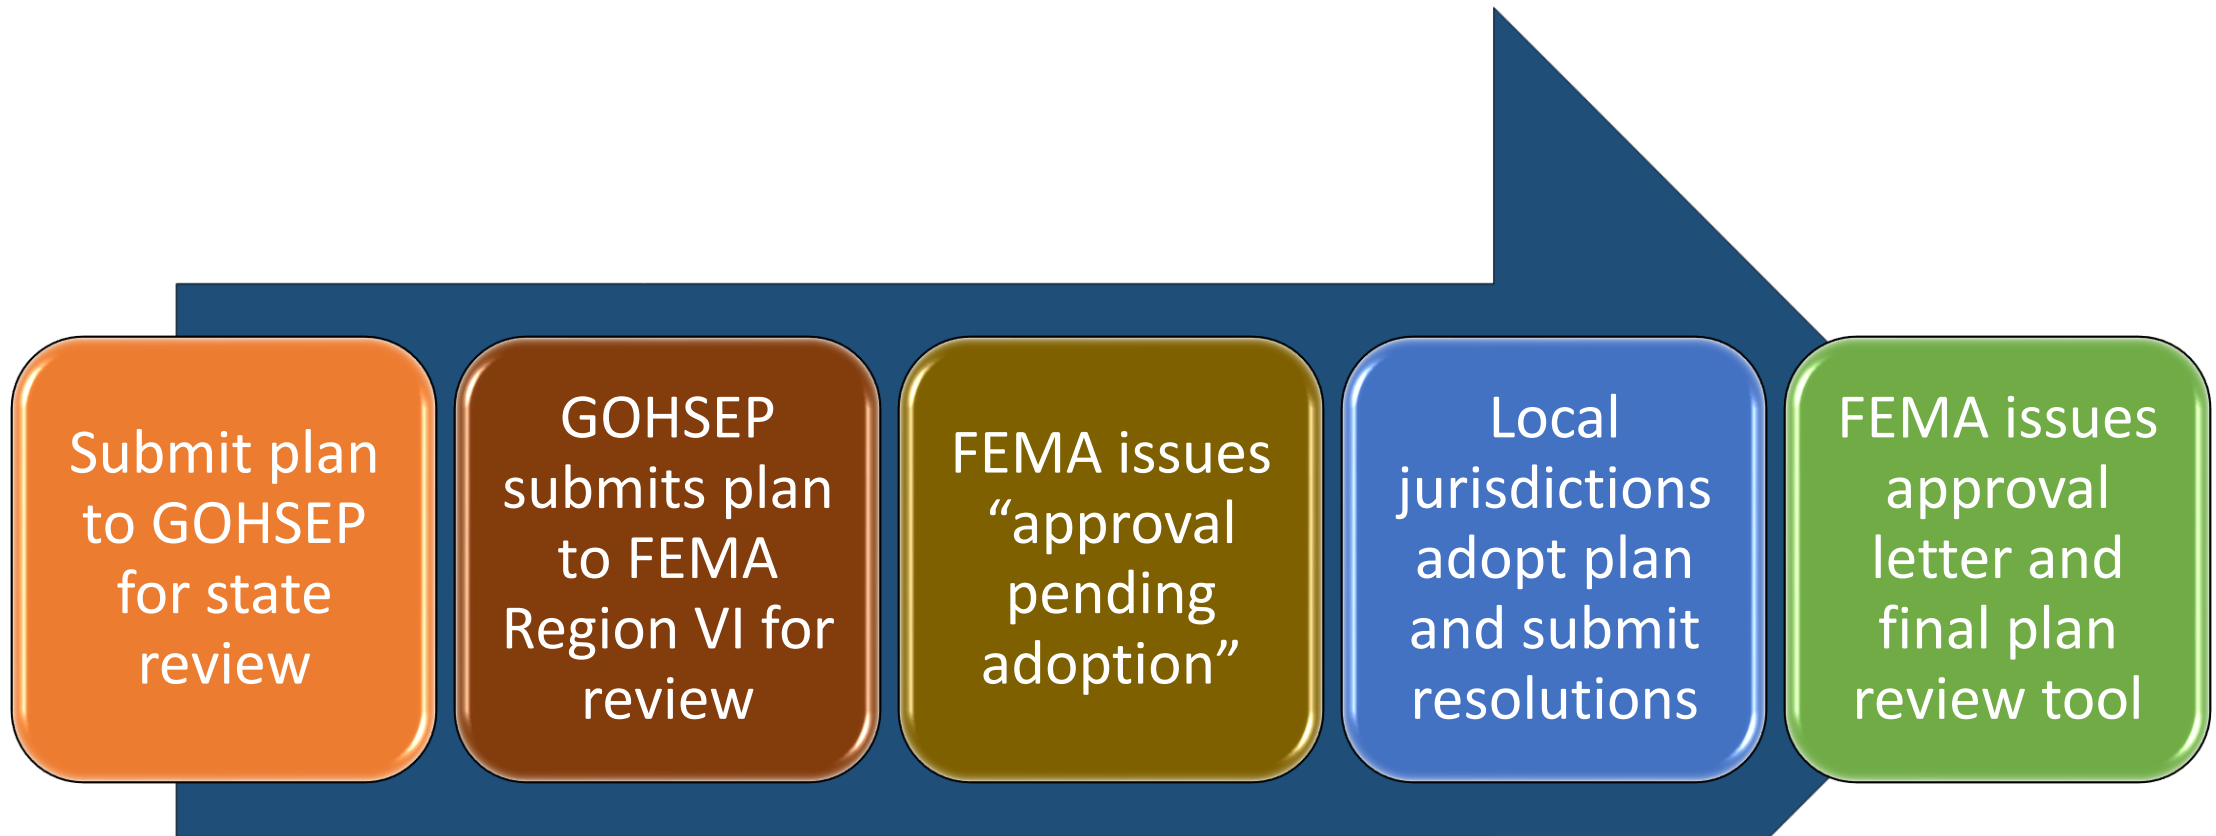 Submit plan
to GOHSEP
for state
review
GOHSEP
submits plan
to FEMA
Region VI for
review
FEMA issues
“approval
pending
adoption”
Local
jurisdictions
adopt plan
and submit
resolutions
FEMA issues
approval
letter and
final plan
review tool